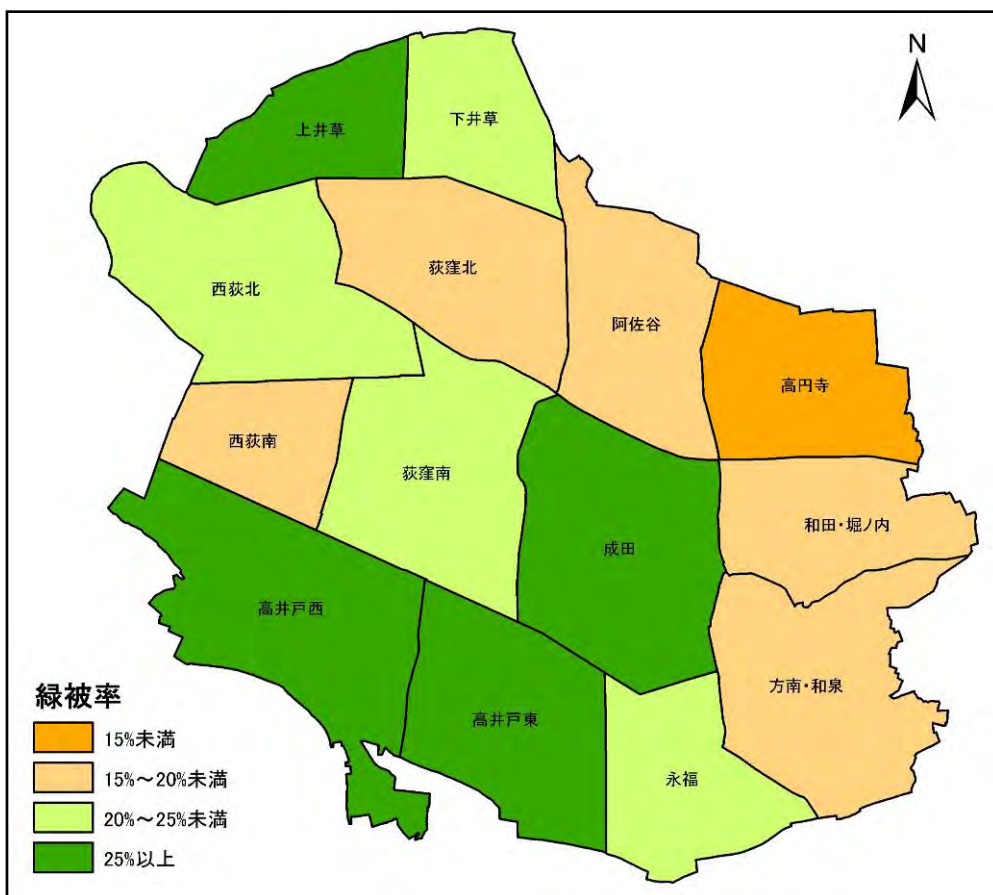 N
上井草
下井草
西荻北
荻窪北
阿佐谷
高円寺
西荻南
荻窪南
成田
和田・堀ノ内
高井戸西
高井戸東
方南・和泉
永福
緑被率
15%未満
15%～20%未満
20%～25%未満
25%以上